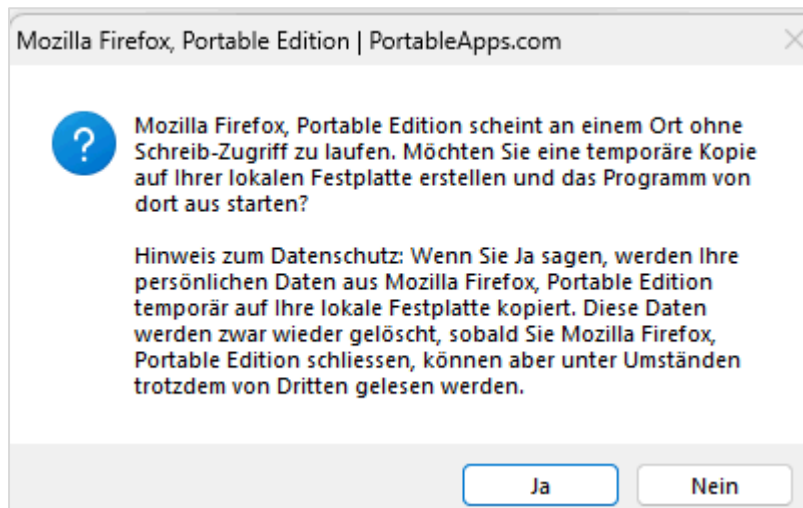 Mozilla Firefox, Portable Edition | PortableApps.com
Mozilla Firefox, Portable Edition scheint an einem Ort ohne
Schreib-Zugriff zu laufen. Möchten Sie eine temporäre Kopie
auf Ihrer lokalen Festplatte erstellen und das Programm von
dort aus starten?
Hinweis zum Datenschutz: Wenn Sie Ja sagen, werden Ihre
persönlichen Daten aus Mozilla Firefox, Portable Edition
temporär auf Ihre lokale Festplatte kopiert. Diese Daten
werden zwar wieder gelöscht, sobald Sie Mozilla Firefox,
Portable Edition schliessen, können aber unter Umständen
trotzdem von Dritten gelesen werden.
Ja
Nein